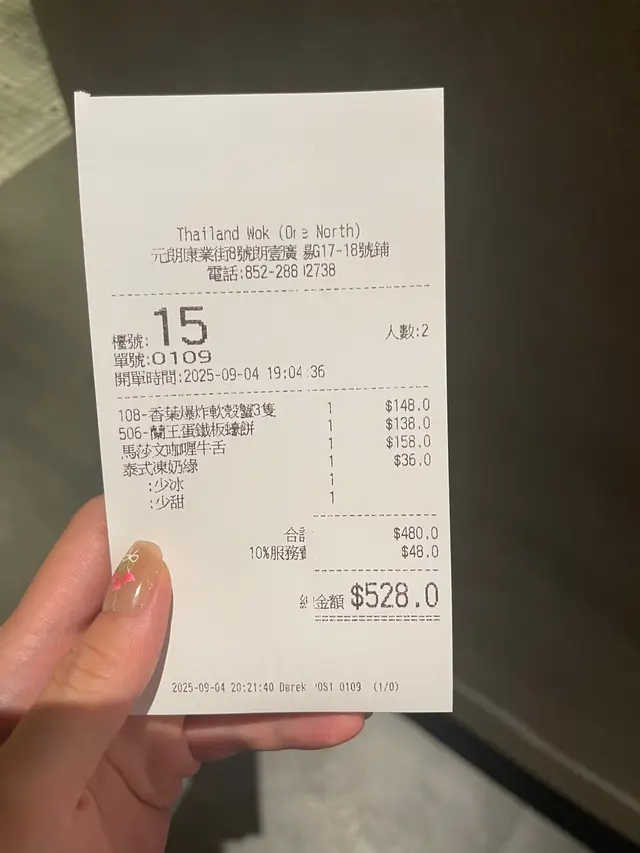 Thailand Wok (One North)
元朗康業街8號朗壹廣場G17-18號鋪
電話:852-288 2738
檯號: 15
人數:2
單號:0109
開單時間:2025-09-04 19:04:36
108-香葉爆炸軟殼蟹3隻 1 $148.0
506-蘭王蛋鐵板蠔餅 1 $138.0
馬莎文咖喱牛舌 1 $158.0
泰式凍奶綠 1 $36.0
:少冰 1
:少甜 1
合計 $480.0
10%服務費 $48.0
金額 $528.0
2025-09-04 20:21:40 Derek POS1 0109 (1/0)